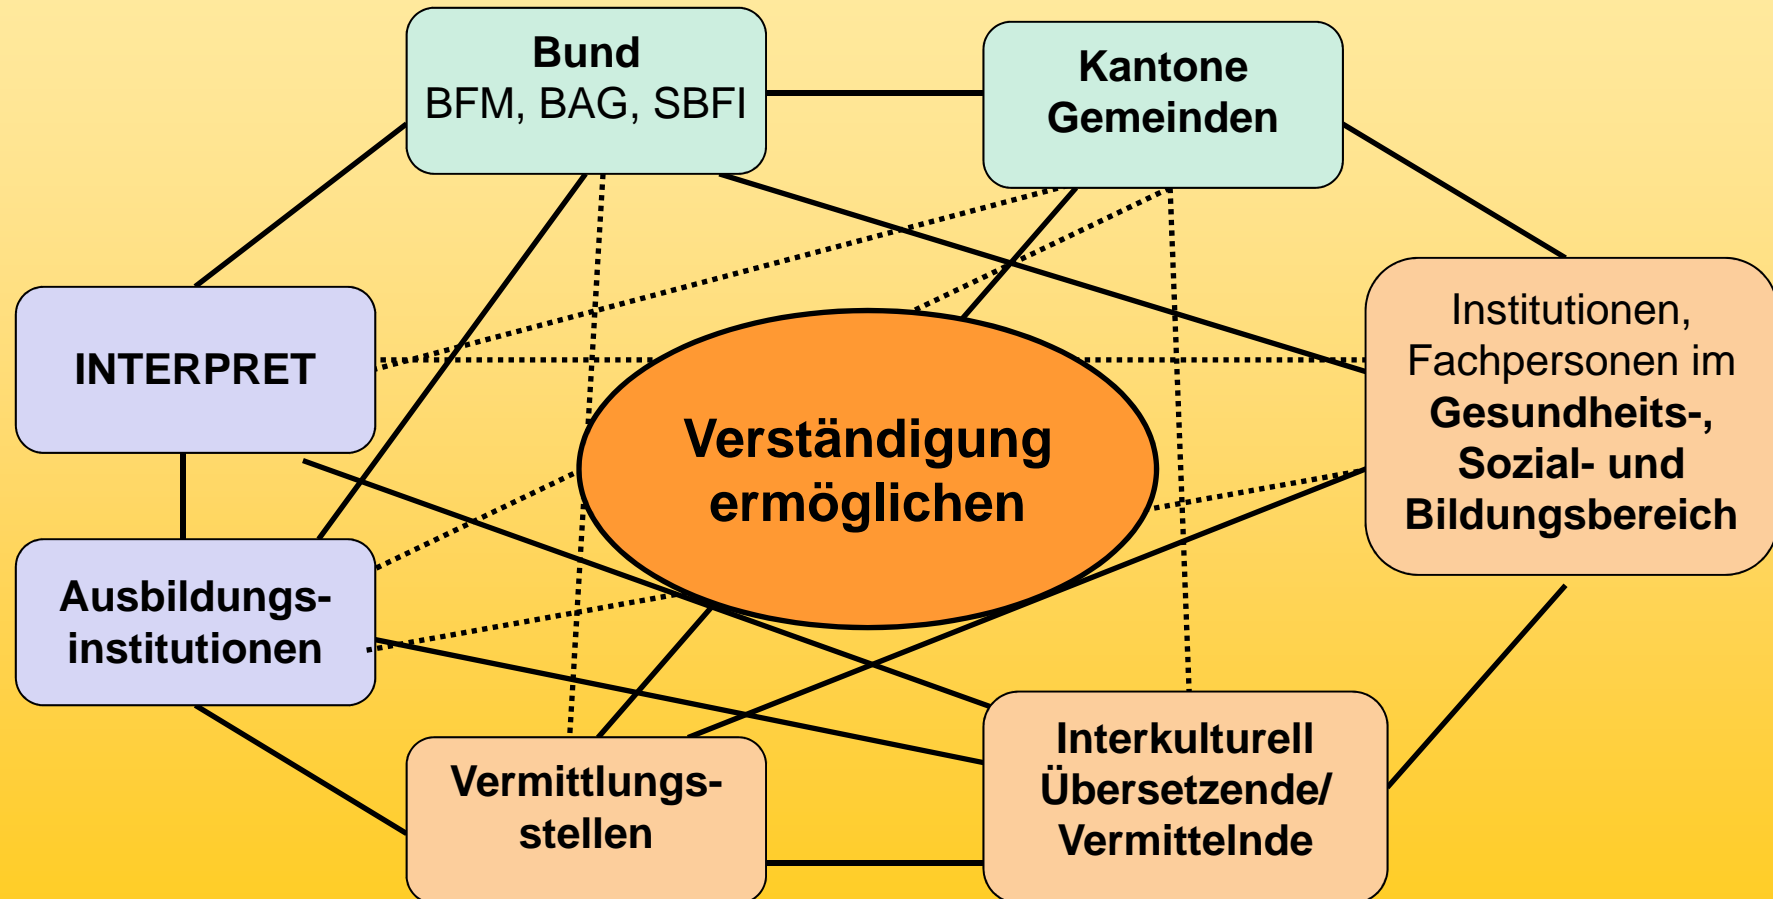 Bund
BFM, BAG, SBFI
Kantone
Gemeinden
INTERPRET
Institutionen,
Fachpersonen im
Gesundheits-,
Sozial- und
Bildungsbereich
Verständigung
ermöglichen
Ausbildungs-
institutionen
Vermittlungs-
stellen
Interkulturell
Übersetzende/
Vermittelnde